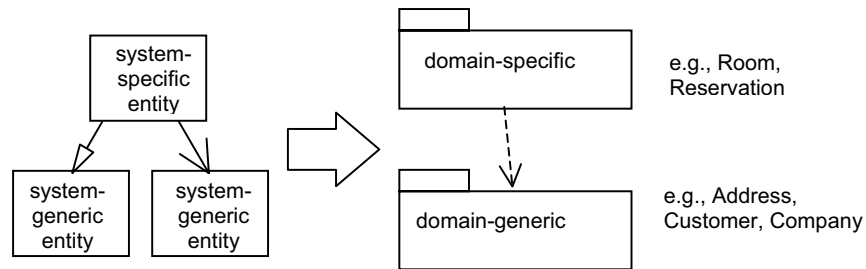 system-
specific
entity
system-
generic
entity
system-
generic
entity
domain-specific
e.g., Room,
Reservation
domain-generic
e.g., Address,
Customer, Company